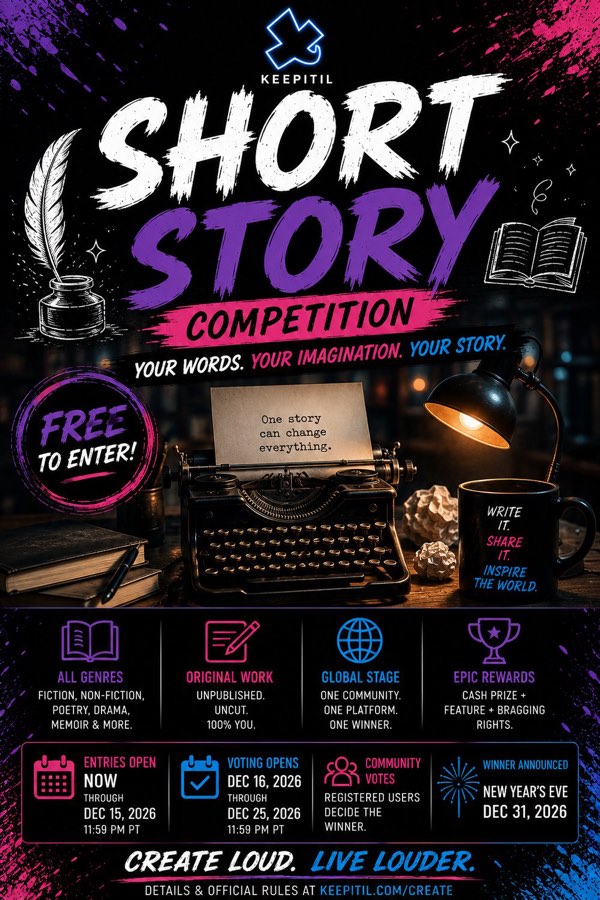 KEEPITIL
SHORT
STORY
COMPETITION
YOUR WORDS. YOUR IMAGINATION. YOUR STORY.
FREE
TO ENTER!
One story
can change
everything.
WRITE
IT.
SHARE
IT.
INSPIRE
THE WORLD.
ALL GENRES
FICTION, NON-FICTION,
POETRY, DRAMA,
MEMOIR & MORE.
ORIGINAL WORK
UNPUBLISHED.
UNCUT.
100% YOU.
GLOBAL STAGE
ONE COMMUNITY.
ONE PLATFORM.
ONE WINNER.
EPIC REWARDS
CASH PRIZE +
FEATURE + BRAGGING
RIGHTS.
ENTRIES OPEN
NOW
THROUGH
DEC 15, 2026
11:59 PM PT
VOTING OPENS
DEC 16, 2026
THROUGH
DEC 25, 2026
11:59 PM PT
COMMUNITY
VOTES
REGISTERED USERS
DECIDE THE
WINNER.
WINNER ANNOUNCED
NEW YEAR'S EVE
DEC 31, 2026
CREATE LOUD. LIVE LOUDER.
DETAILS & OFFICIAL RULES AT KEEPITIL.COM/CREATE